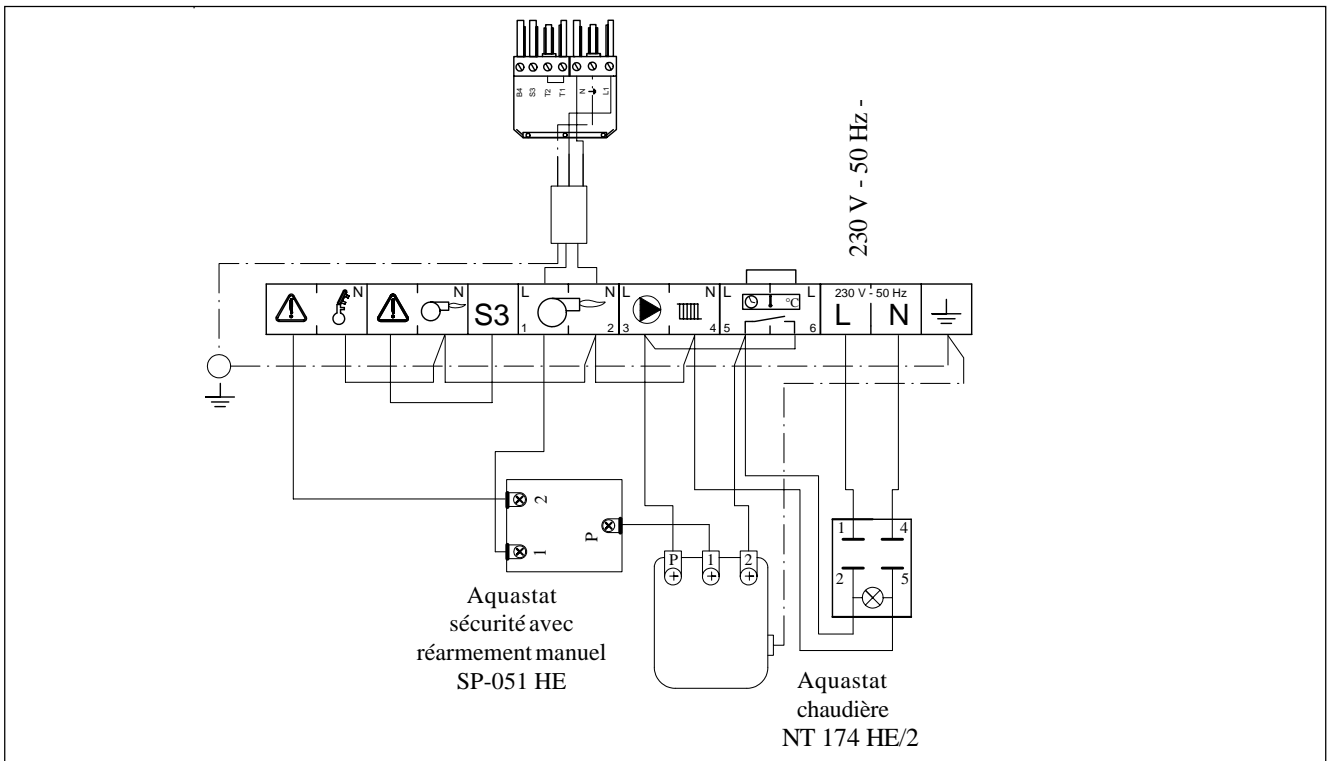 B4 S3 T2 T1 N L1
230 V - 50 Hz -
N N S3 L N L N L °C L 230 V - 50 Hz
L N
1 2 3 4 5 6
2
1
P
P 1 2
1 4
2 5
Aquastat
sécurité avec
réarmement manuel
SP-051 HE
Aquastat
chaudière
NT 174 HE/2